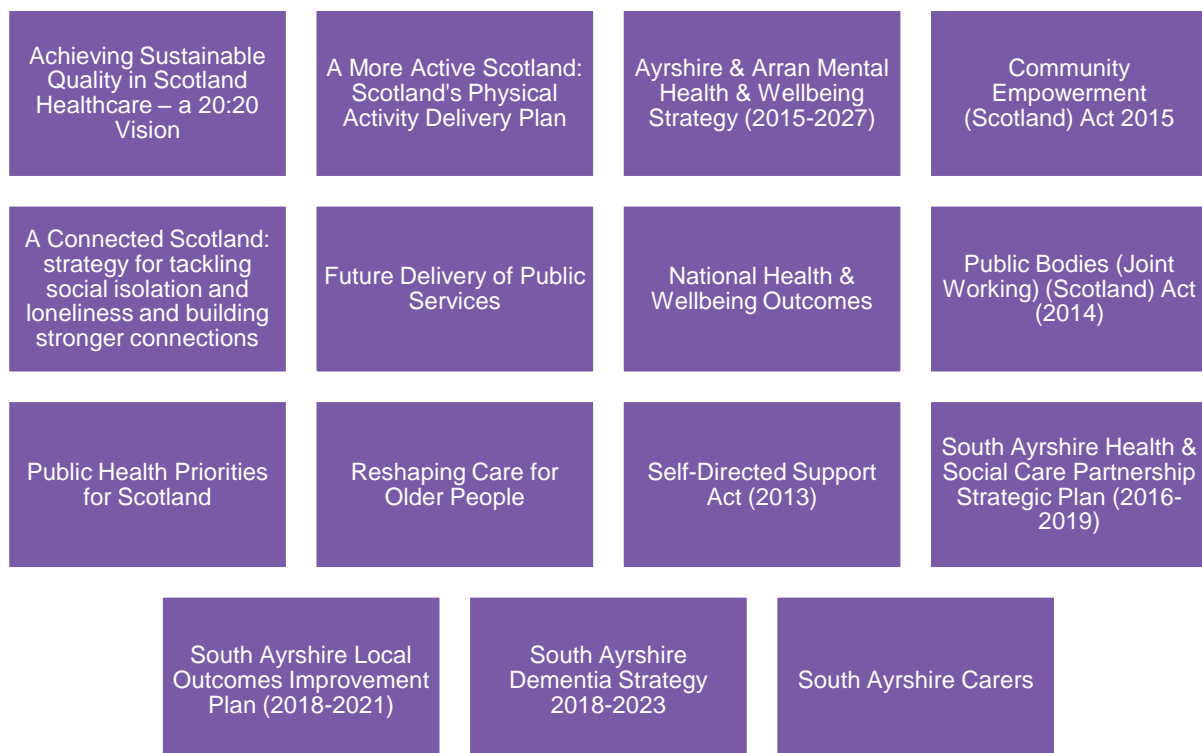 Achieving Sustainable
Quality in Scotland
Healthcare – a 20:20
Vision
A More Active Scotland:
Scotland's Physical
Activity Delivery Plan
Ayrshire & Arran Mental
Health & Wellbeing
Strategy (2015-2027)
Community
Empowerment
(Scotland) Act 2015
A Connected Scotland:
strategy for tackling
social isolation and
loneliness and building
stronger connections
Future Delivery of Public
Services
National Health &
Wellbeing Outcomes
Public Bodies (Joint
Working) (Scotland) Act
(2014)
Public Health Priorities
for Scotland
Reshaping Care for
Older People
Self-Directed Support
Act (2013)
South Ayrshire Health &
Social Care Partnership
Strategic Plan (2016-
2019)
South Ayrshire Local
Outcomes Improvement
Plan (2018-2021)
South Ayrshire
Dementia Strategy
2018-2023
South Ayrshire Carers